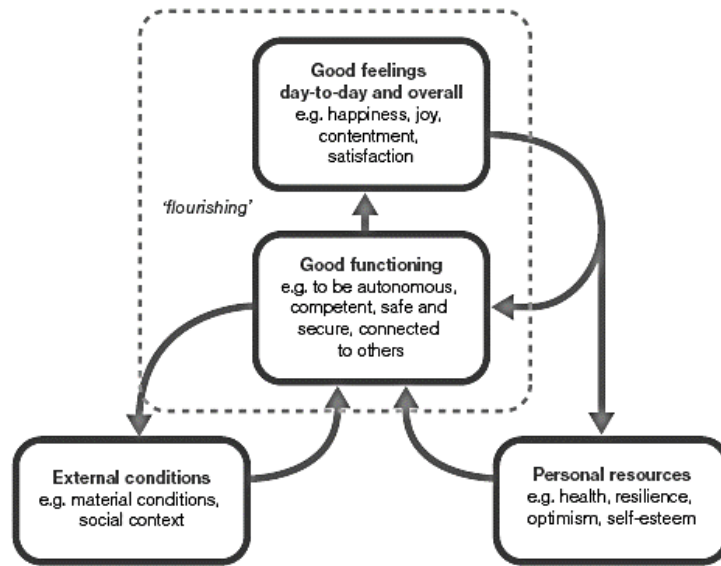 Good feelings
day-to-day and overall
e.g. happiness, joy,
contentment,
satisfaction
'flourishing'
Good functioning
e.g. to be autonomous,
competent, safe and
secure, connected
to others
External conditions
e.g. material conditions,
social context
Personal resources
e.g. health, resilience,
optimism, self-esteem